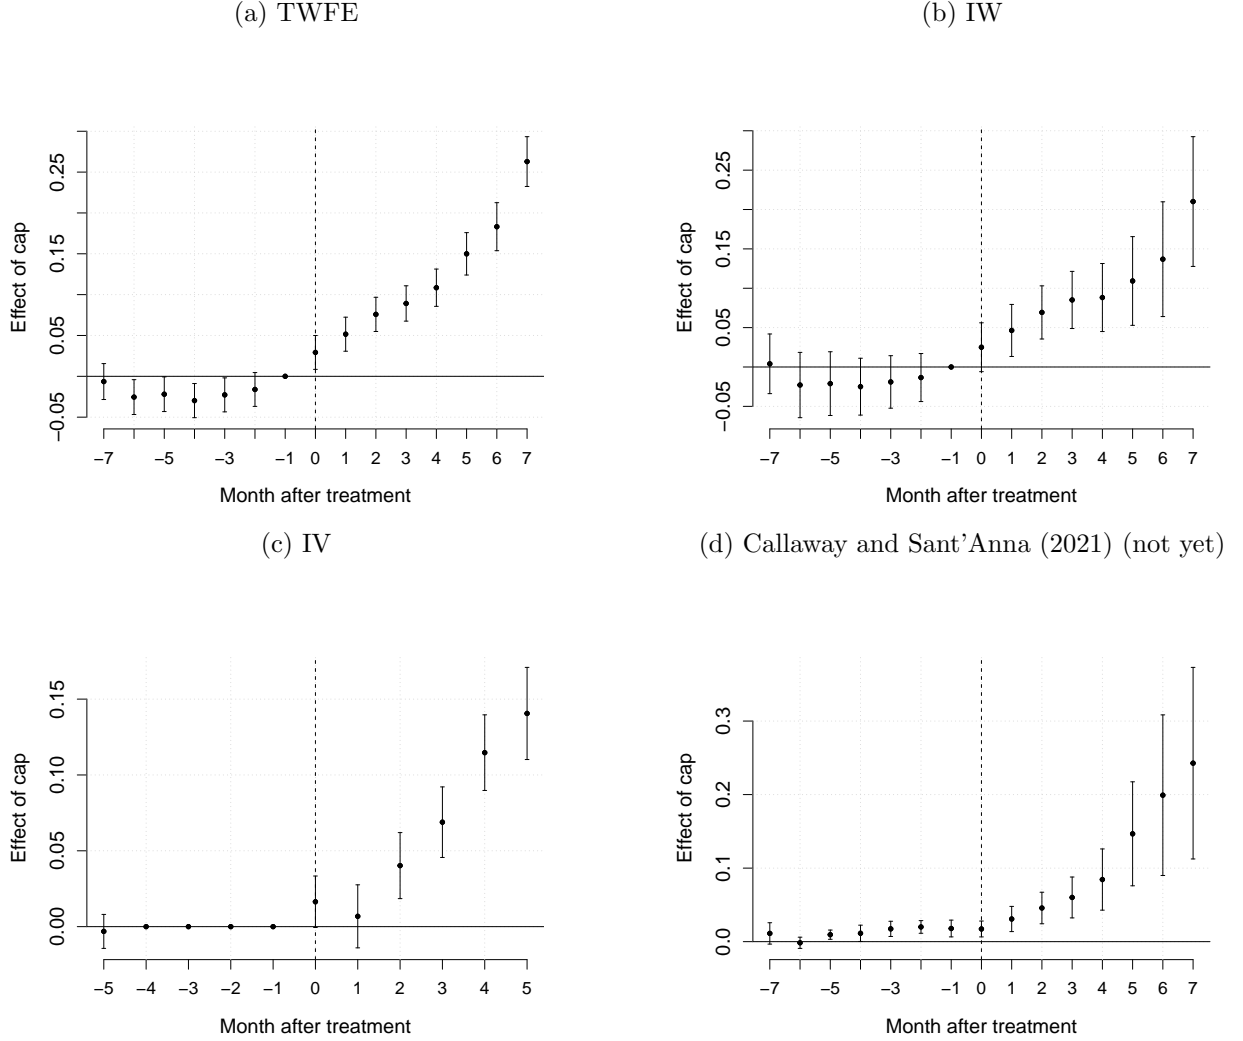 (a) TWFE
(b) IW
Effect of cap
−0.05 0.05 0.15 0.25
−7 −5 −3 −1 0 1 2 3 4 5 6 7
Month after treatment
Effect of cap
−0.05 0.05 0.15 0.25
−7 −5 −3 −1 0 1 2 3 4 5 6 7
Month after treatment
(c) IV
(d) Callaway and Sant'Anna (2021) (not yet)
Effect of cap
0.00 0.05 0.10 0.15
−5 −4 −3 −2 −1 0 1 2 3 4 5
Month after treatment
Effect of cap
0.0 0.1 0.2 0.3
−7 −5 −3 −1 0 1 2 3 4 5 6 7
Month after treatment